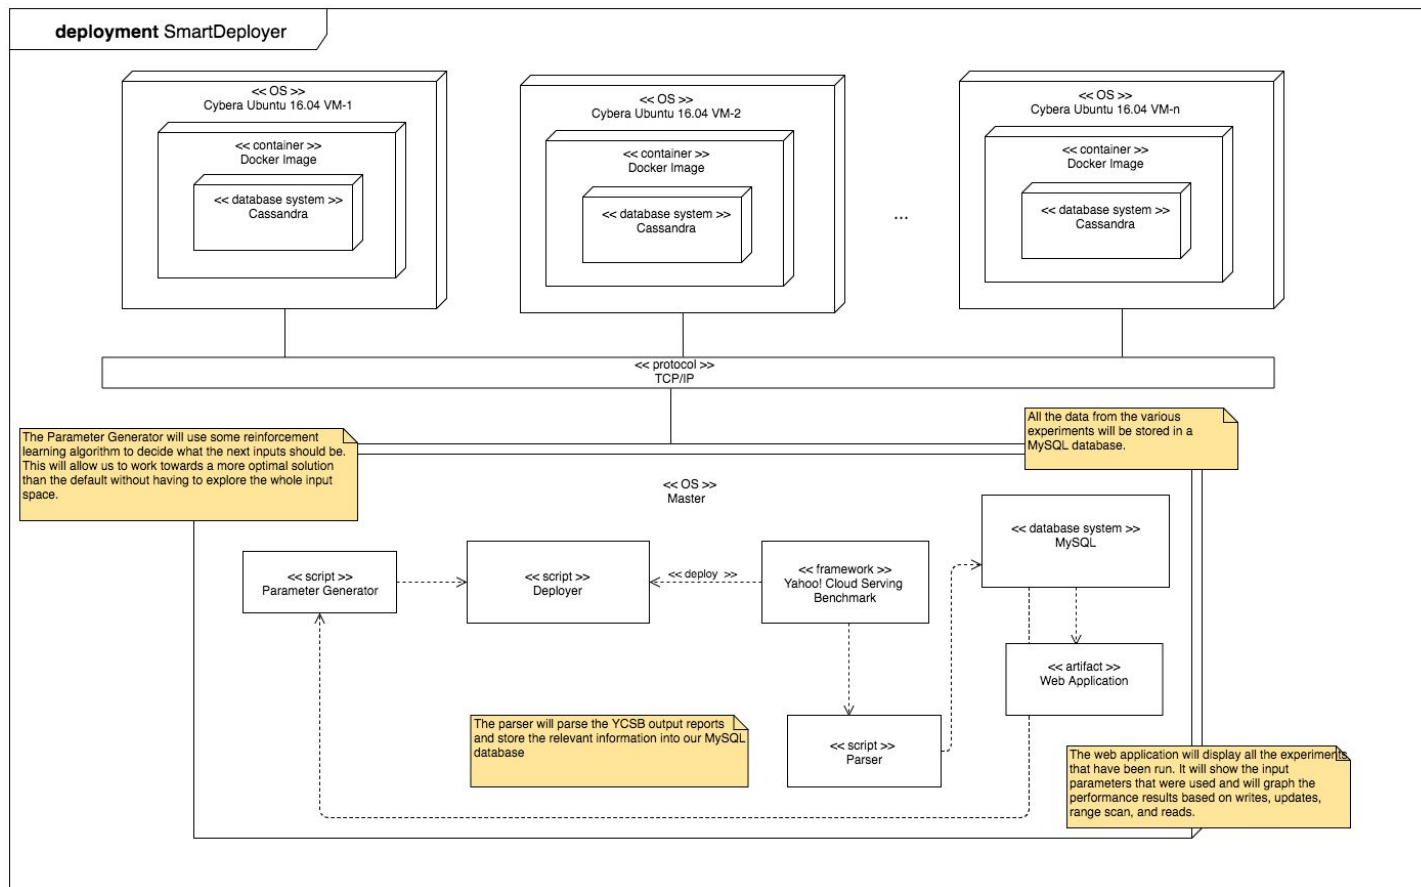 deployment SmartDeployer
<< OS >>
Cybera Ubuntu 16.04 VM-1
<< container >>
Docker Image
<< database system >>
Cassandra
<< OS >>
Cybera Ubuntu 16.04 VM-2
<< container >>
Docker Image
<< database system >>
Cassandra
...
<< OS >>
Cybera Ubuntu 16.04 VM-n
<< container >>
Docker Image
<< database system >>
Cassandra
<< protocol >>
TCP/IP
The Parameter Generator will use some reinforcement
learning algorithm to decide what the next inputs should be.
This will allow us to work towards a more optimal solution
than the default without having to explore the whole input
space.
All the data from the various
experiments will be stored in a
MySQL database.
<< OS >>
Master
<< script >>
Parameter Generator
<< script >>
Deployer
<< deploy >>
<< framework >>
Yahoo! Cloud Serving
Benchmark
<< database system >>
MySQL
<< artifact >>
Web Application
The parser will parse the YCSB output reports
and store the relevant information into our MySQL
database
<< script >>
Parser
The web application will display all the experiments
that have been run. It will show the input
parameters that were used and will graph the
performance results based on writes, updates,
range scan, and reads.